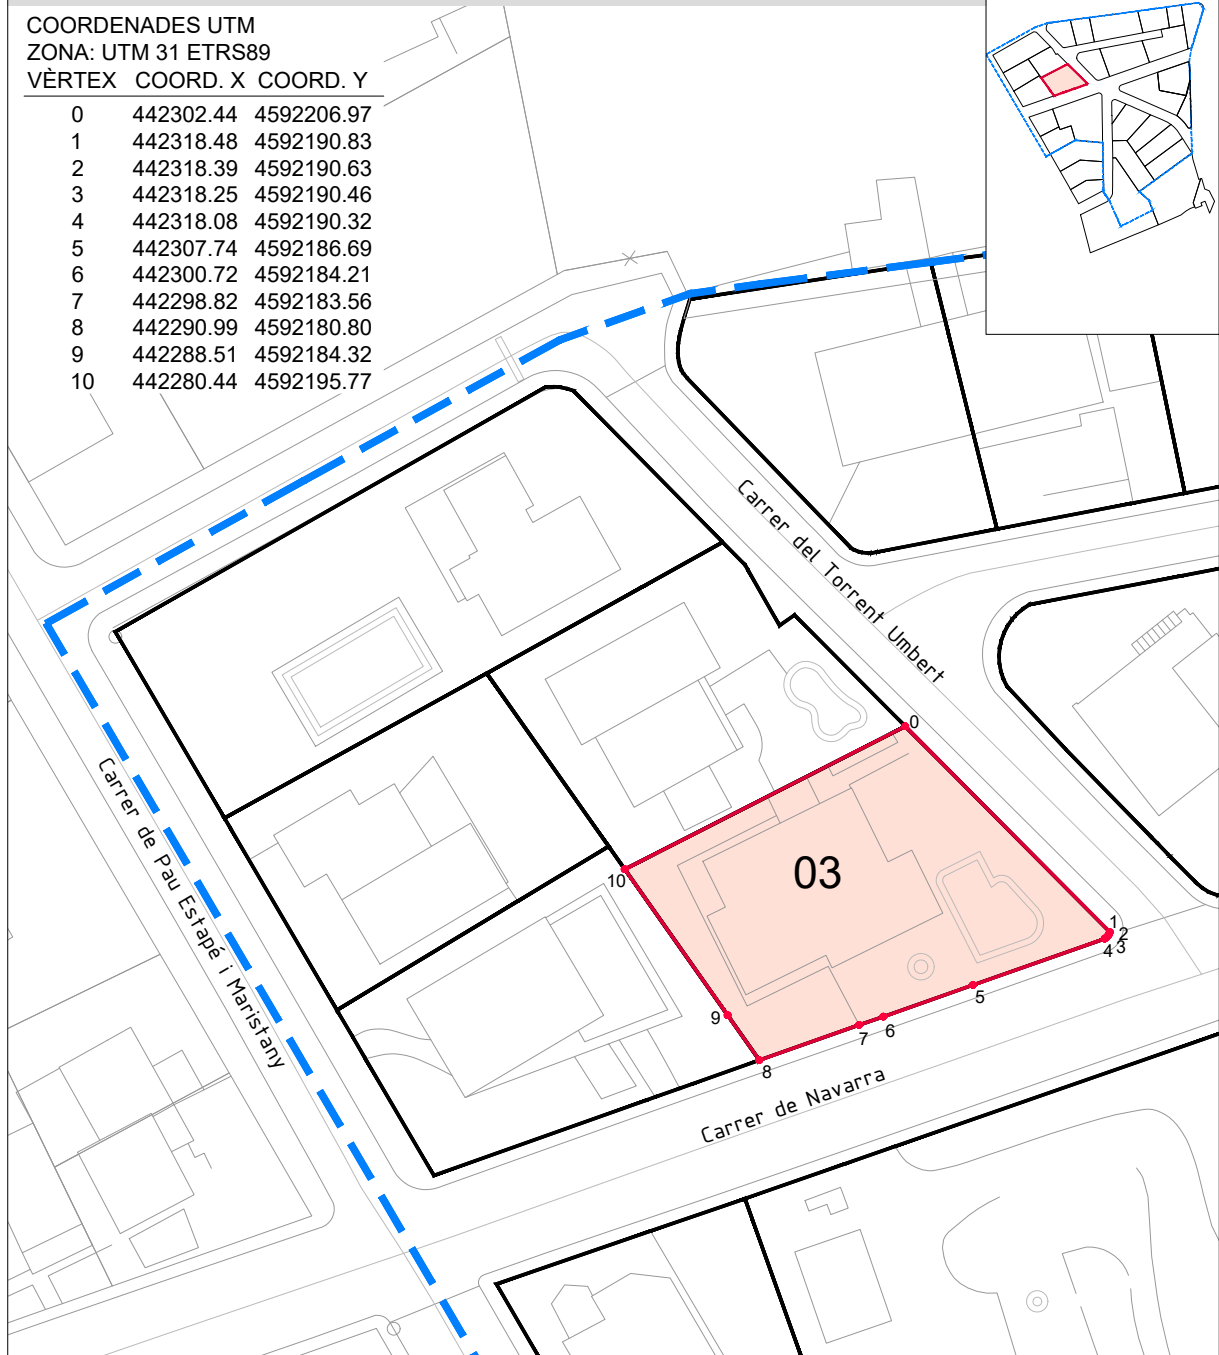 COORDENADES UTM
ZONA: UTM 31 ETRS89
VÈRTEX COORD. X COORD. Y
0 442302.44 4592206.97
1 442318.48 4592190.83
2 442318.39 4592190.63
3 442318.25 4592190.46
4 442318.08 4592190.32
5 442307.74 4592186.69
6 442300.72 4592184.21
7 442298.82 4592183.56
8 442290.99 4592180.80
9 442288.51 4592184.32
10 442280.44 4592195.77
Carrer del Torrent Umbert
0
Carrer de Pau Estapé i Maristany
03
10
1
2
3
4
5
9
6
7
8
Carrer de Navarra